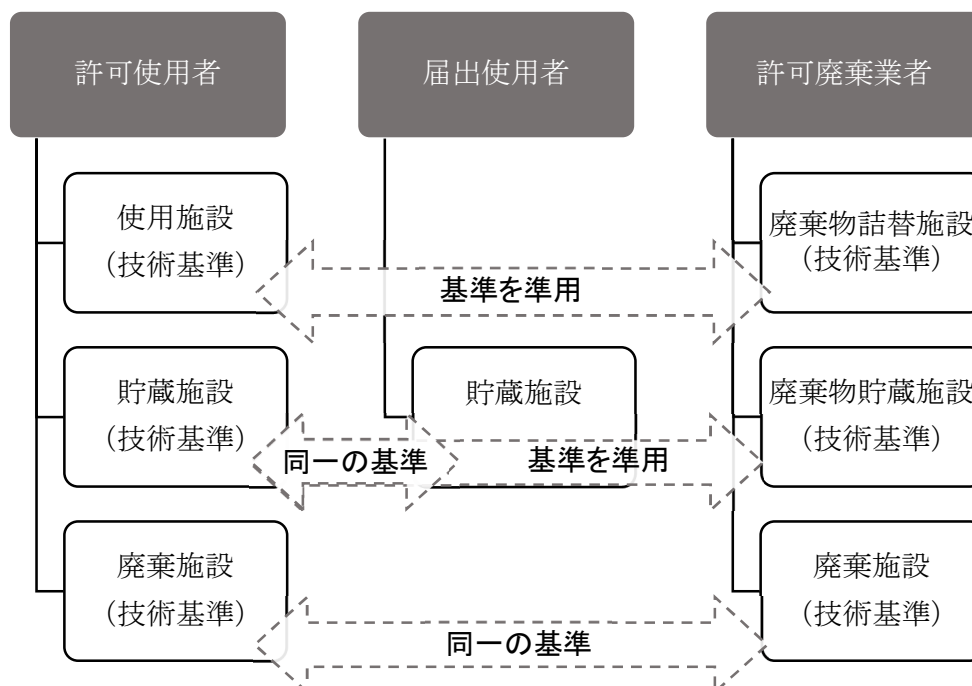 許可使用者
届出使用者
許可廃棄業者
使用施設
（技術基準）
廃棄物詰替施設
（技術基準）
基準を準用
貯蔵施設
（技術基準）
貯蔵施設
廃棄物貯蔵施設
（技術基準）
同一の基準
基準を準用
廃棄施設
（技術基準）
廃棄施設
（技術基準）
同一の基準